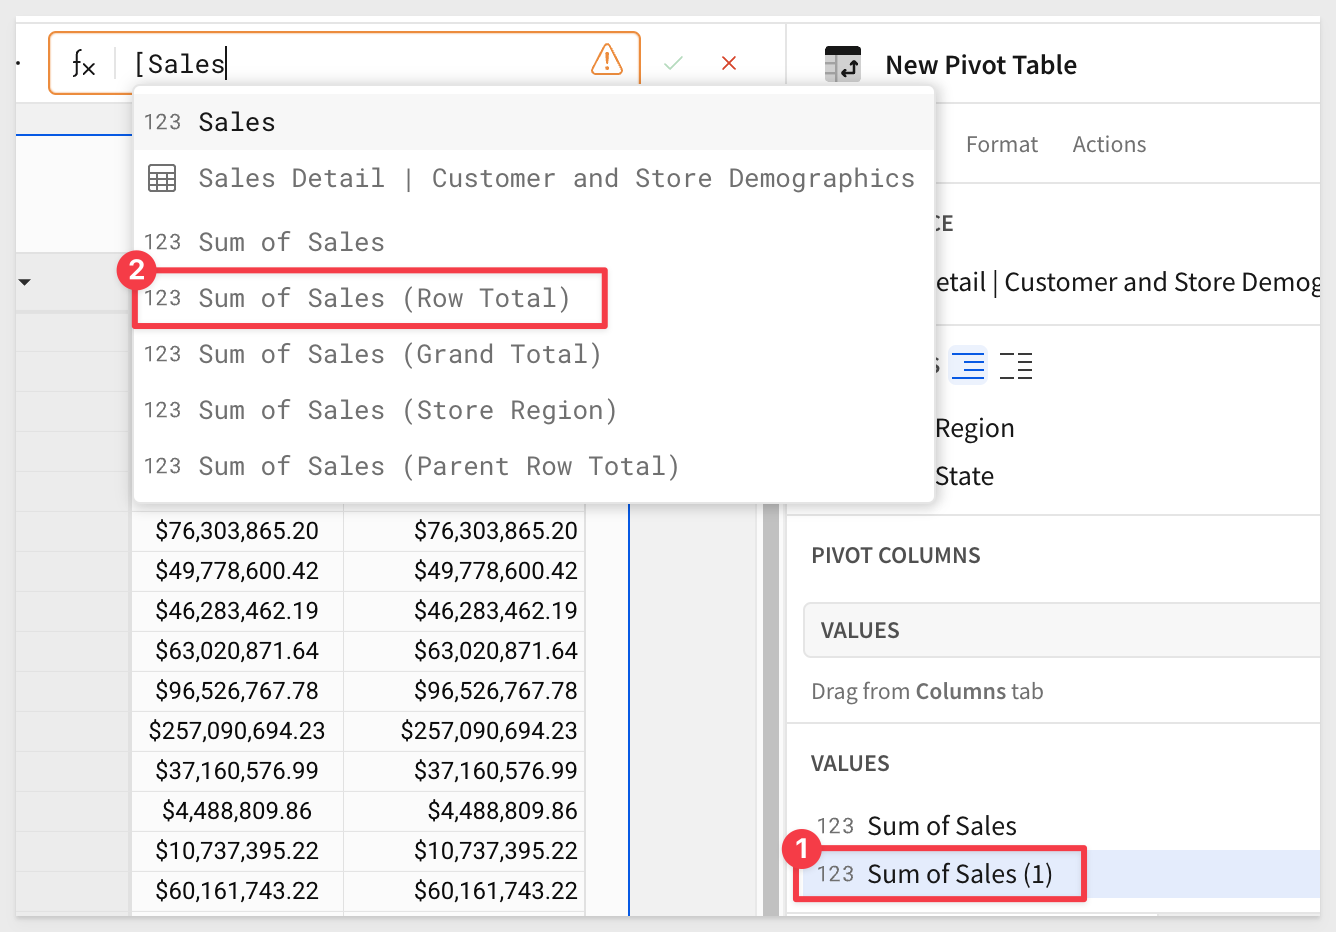 fx [Sales
New Pivot Table
123 Sales
Format Actions
Sales Detail | Customer and Store Demographics
CE
123 Sum of Sales
2
etail | Customer and Store Demog
123 Sum of Sales (Row Total)
123 Sum of Sales (Grand Total)
123 Sum of Sales (Store Region)
Region
123 Sum of Sales (Parent Row Total)
State
$76,303,865.20 $76,303,865.20
PIVOT COLUMNS
$49,778,600.42 $49,778,600.42
$46,283,462.19 $46,283,462.19
VALUES
$63,020,871.64 $63,020,871.64
$96,526,767.78 $96,526,767.78
Drag from Columns tab
$257,090,694.23 $257,090,694.23
VALUES
$37,160,576.99 $37,160,576.99
$4,488,809.86 $4,488,809.86
123 Sum of Sales
$10,737,395.22 $10,737,395.22
1
123 Sum of Sales (1)
$60,161,743.22 $60,161,743.22